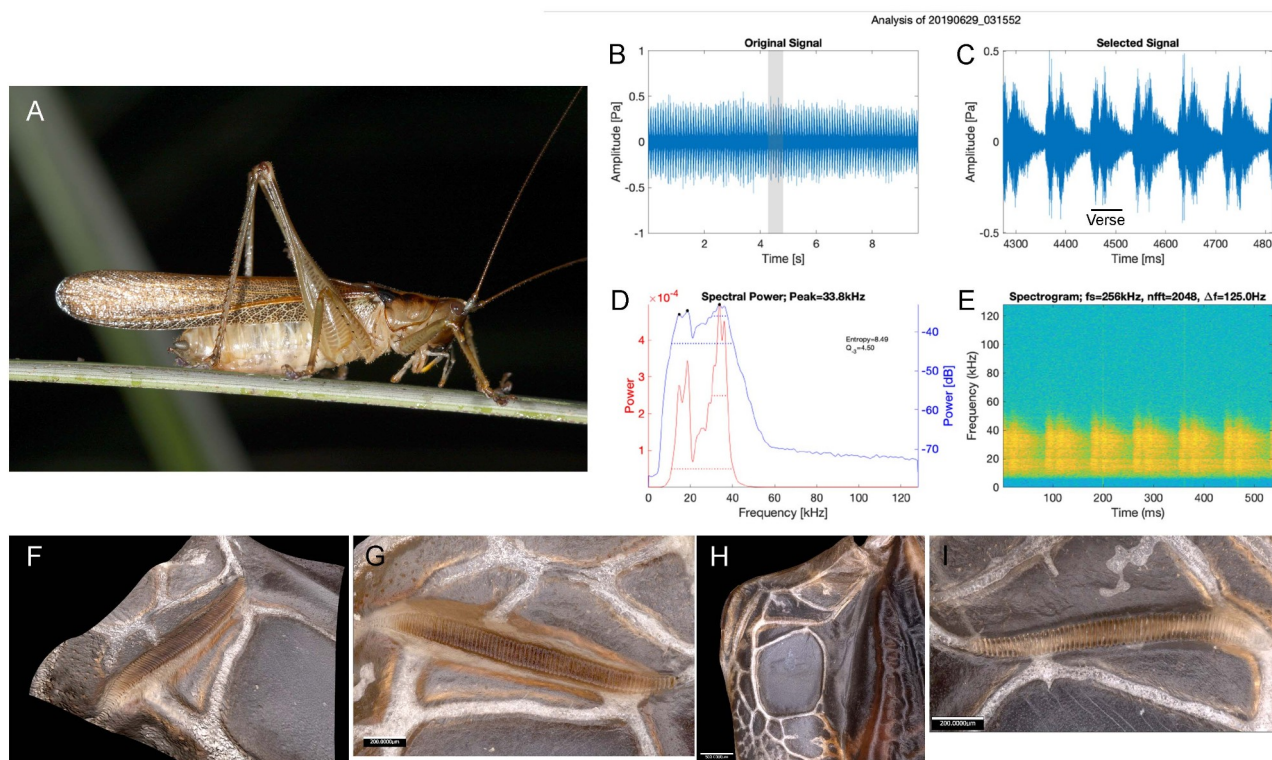 Analysis of 20190629_031552
A
B
Original Signal
Amplitude [Pa]
1
0.5
0
-0.5
-1
2
4
6
8
Time [s]
C
Selected Signal
Amplitude [Pa]
0.5
0
-0.5
Verse
4300
4400
4500
4600
4700
Time [ms]
D
Spectral Power; Peak=33.8kHz
×10⁻⁴
Power
4
3
2
1
Entropy=8.49
Q₋₃=4.50
Power [dB]
-40
-50
-60
-70
0
20
40
60
80
100
120
Frequency [kHz]
E
Spectrogram; fs=256kHz, nfft=2048, Δf=125.0Hz
Frequency (kHz)
120
100
80
60
40
20
0
100
200
300
400
500
Time (ms)
F
G
200.0000µm
H
I
200.0000µm